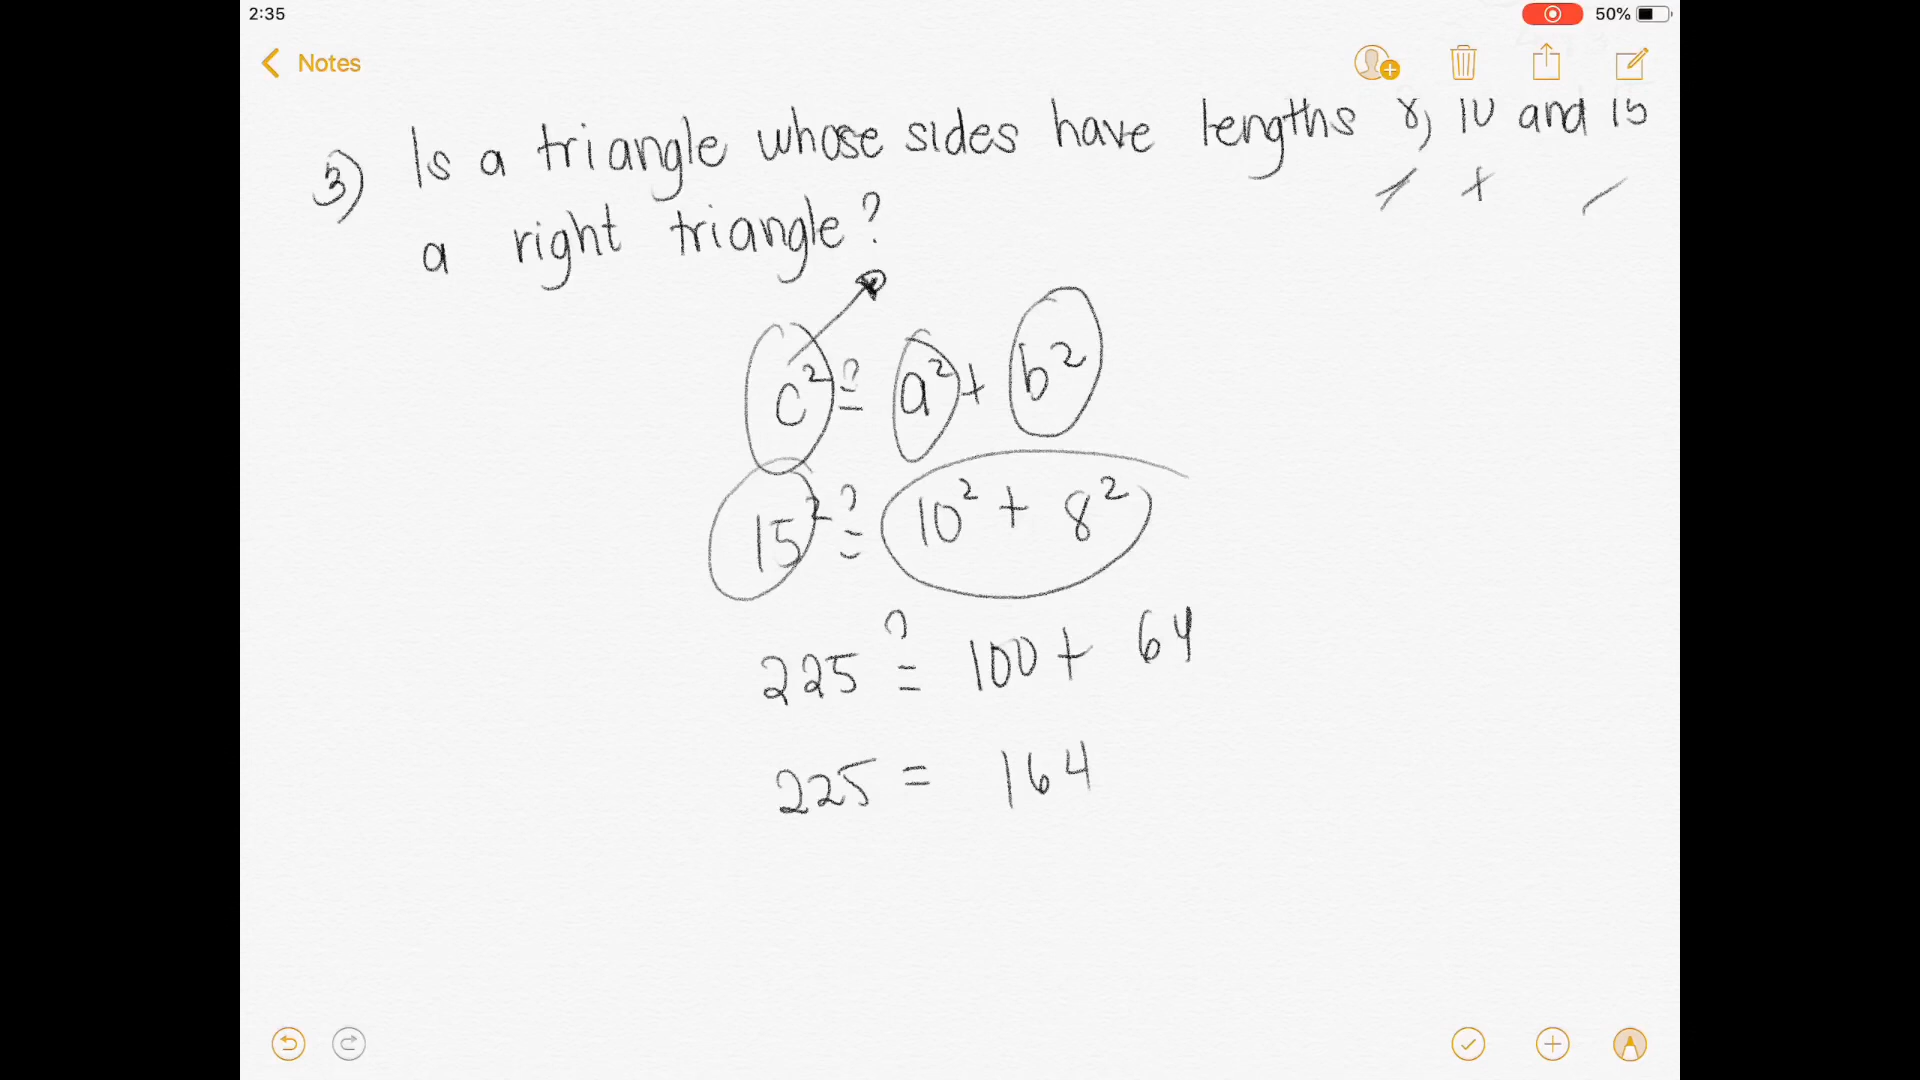 2:35
50%
Notes
3) Is a triangle whose sides have lengths 8, 10 and 15
a right triangle?
c² ≟ a² + b²
15² ≟ 10² + 8²
225 ≟ 100 + 64
225 = 164